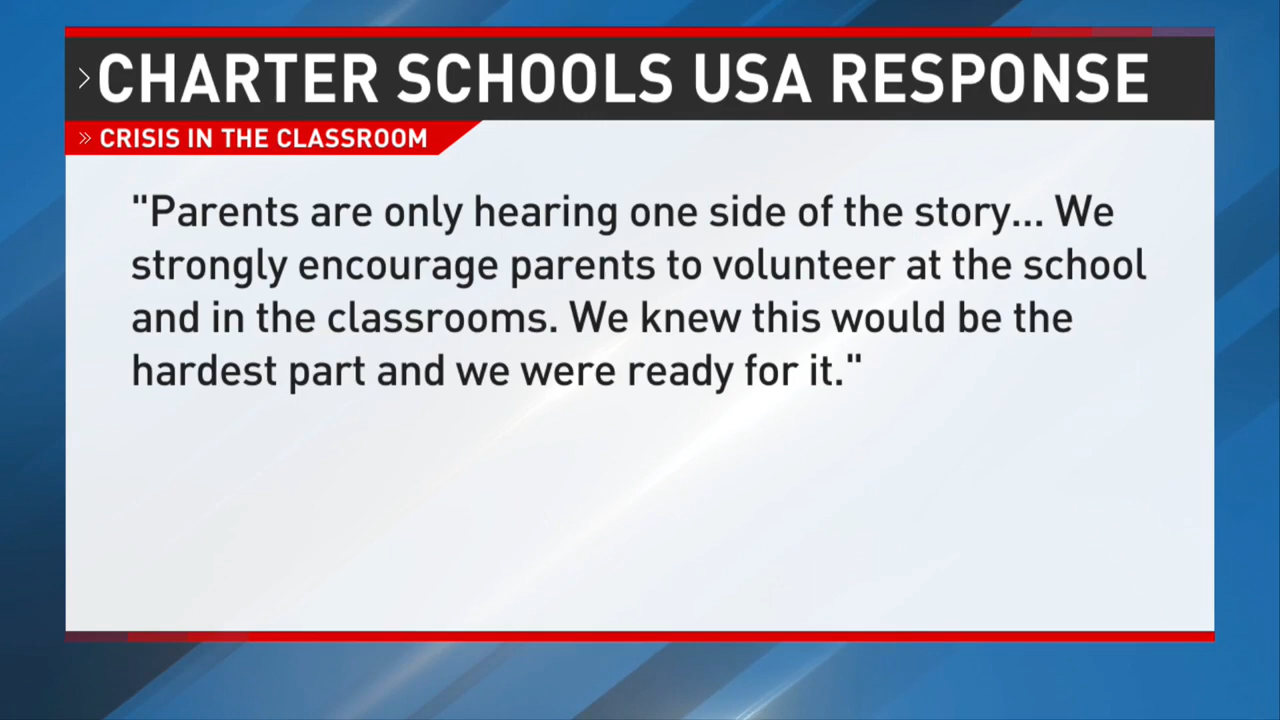 CHARTER SCHOOLS USA RESPONSE
CRISIS IN THE CLASSROOM
"Parents are only hearing one side of the story... We
strongly encourage parents to volunteer at the school
and in the classrooms. We knew this would be the
hardest part and we were ready for it."